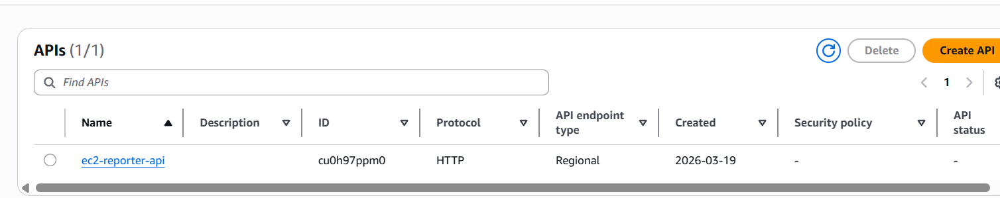 APIs (1/1)
Delete
Create API
Find APIs
1
Name
Description
ID
Protocol
API endpoint type
Created
Security policy
API status
ec2-reporter-api
cu0h97ppm0
HTTP
Regional
2026-03-19
-
-